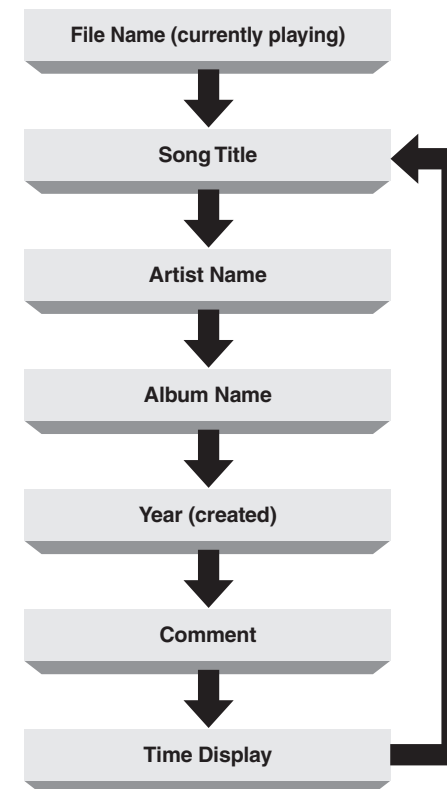 File Name (currently playing)
Song Title
Artist Name
Album Name
Year (created)
Comment
Time Display